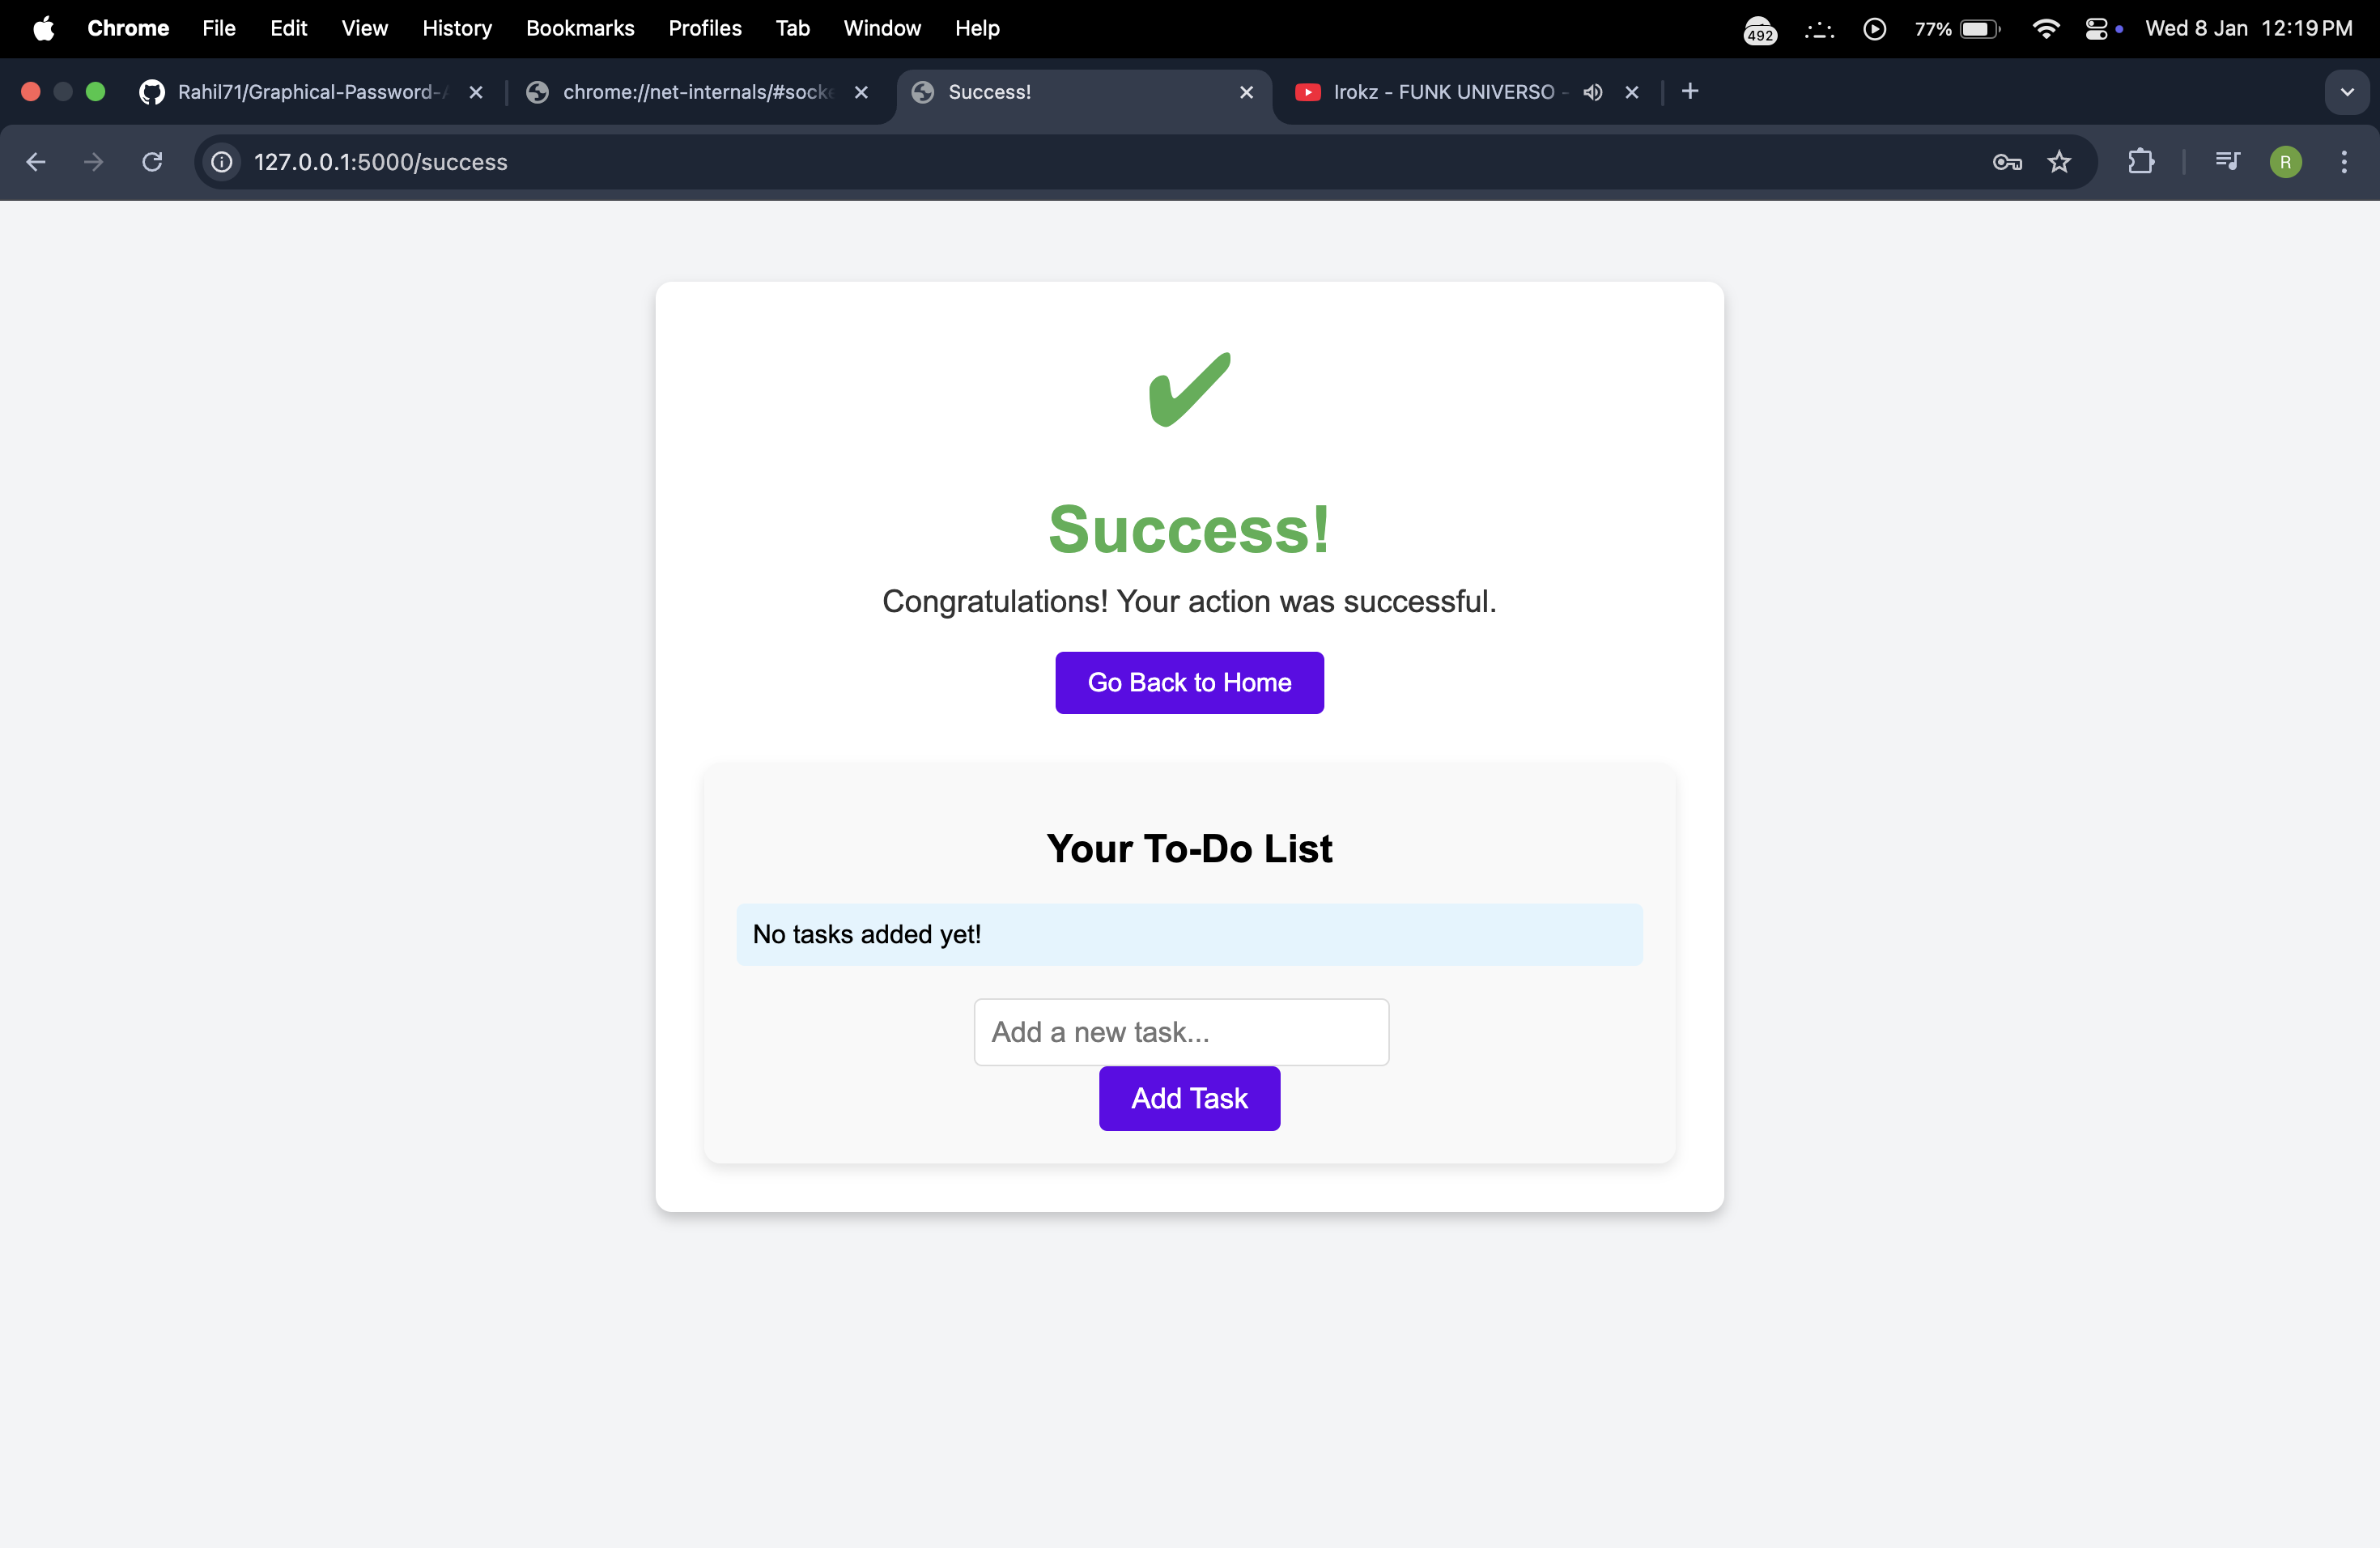 Chrome File Edit View History Bookmarks Profiles Tab Window Help 492 77% Wed 8 Jan 12:19 PM
Rahil71/Graphical-Password- chrome://net-internals/#sock Success! Irokz - FUNK UNIVERSO -
127.0.0.1:5000/success R
Success!
Congratulations! Your action was successful.
Go Back to Home
Your To-Do List
No tasks added yet!
Add a new task...
Add Task